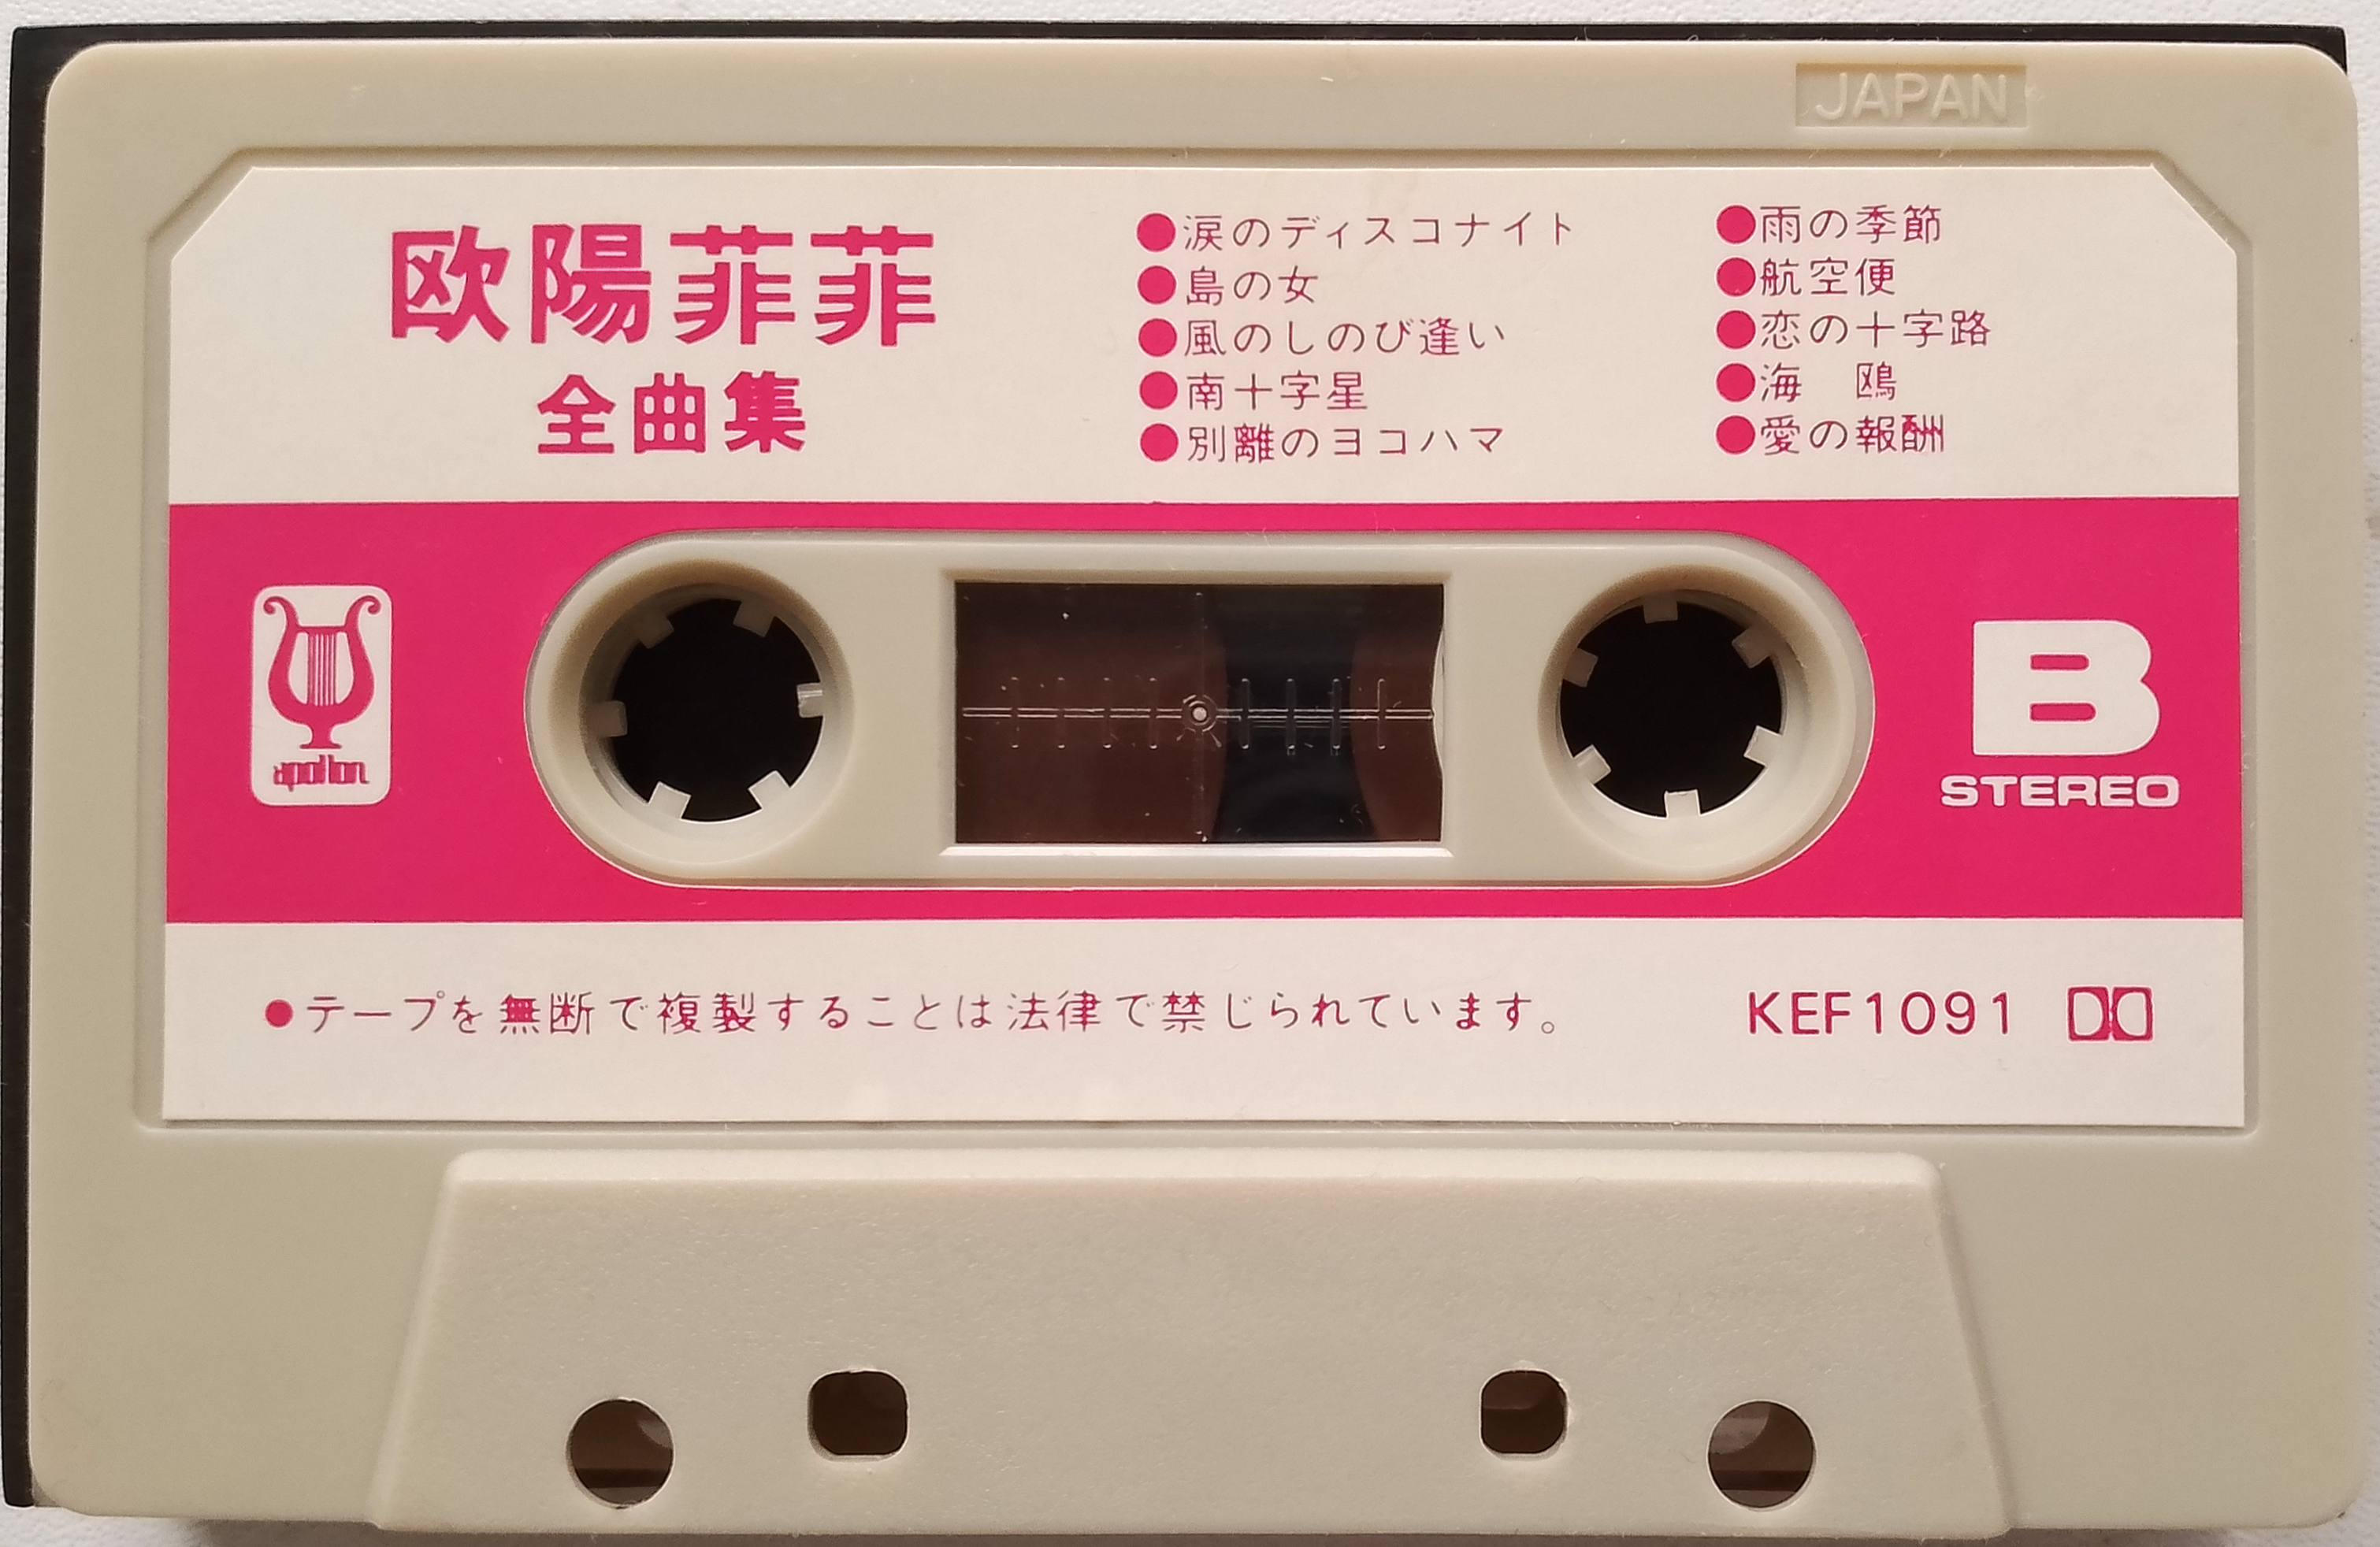 JAPAN
欧陽菲菲
全曲集
●涙のディスコナイト
●島の女
●風のしのび逢い
●南十字星
●別離のヨコハマ
●雨の季節
●航空便
●恋の十字路
●海　鴎
●愛の報酬
apollon
B
STEREO
●テープを無断で複製することは法律で禁じられています。
KEF1091